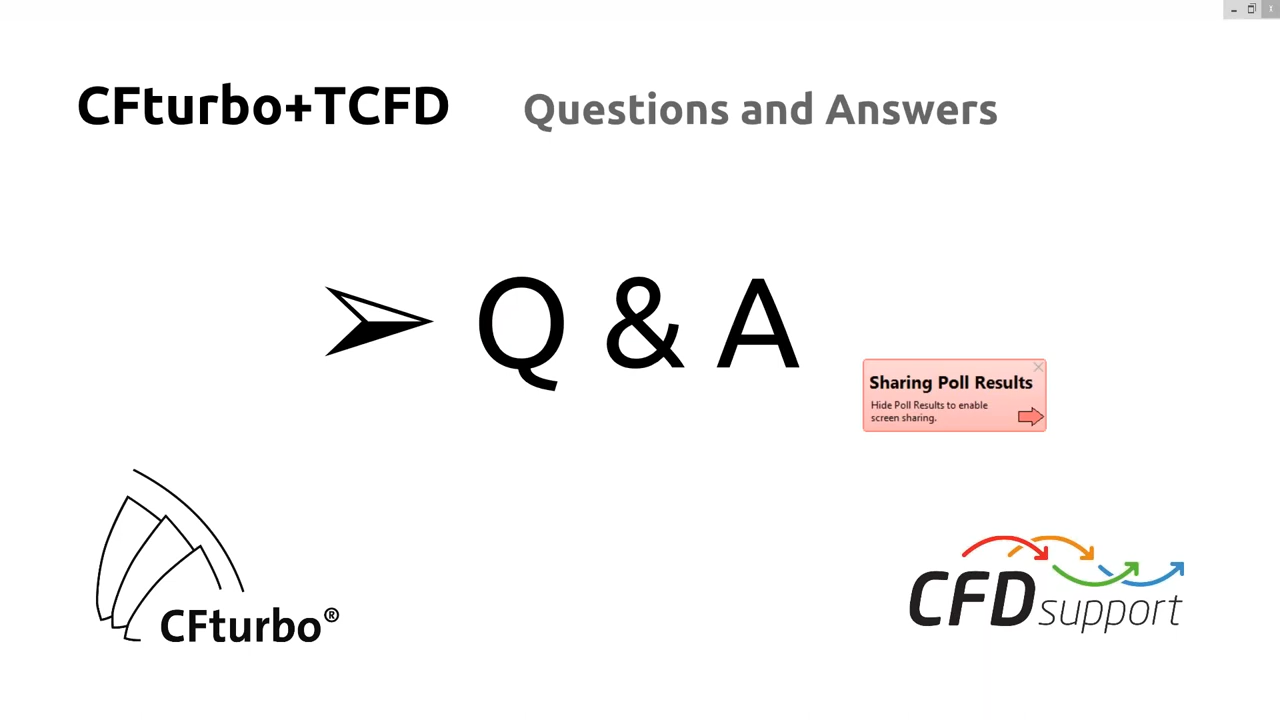 CFturbo+TCFD Questions and Answers
➢ Q & A
Sharing Poll Results
Hide Poll Results to enable
screen sharing.
CFturbo®
CFD support